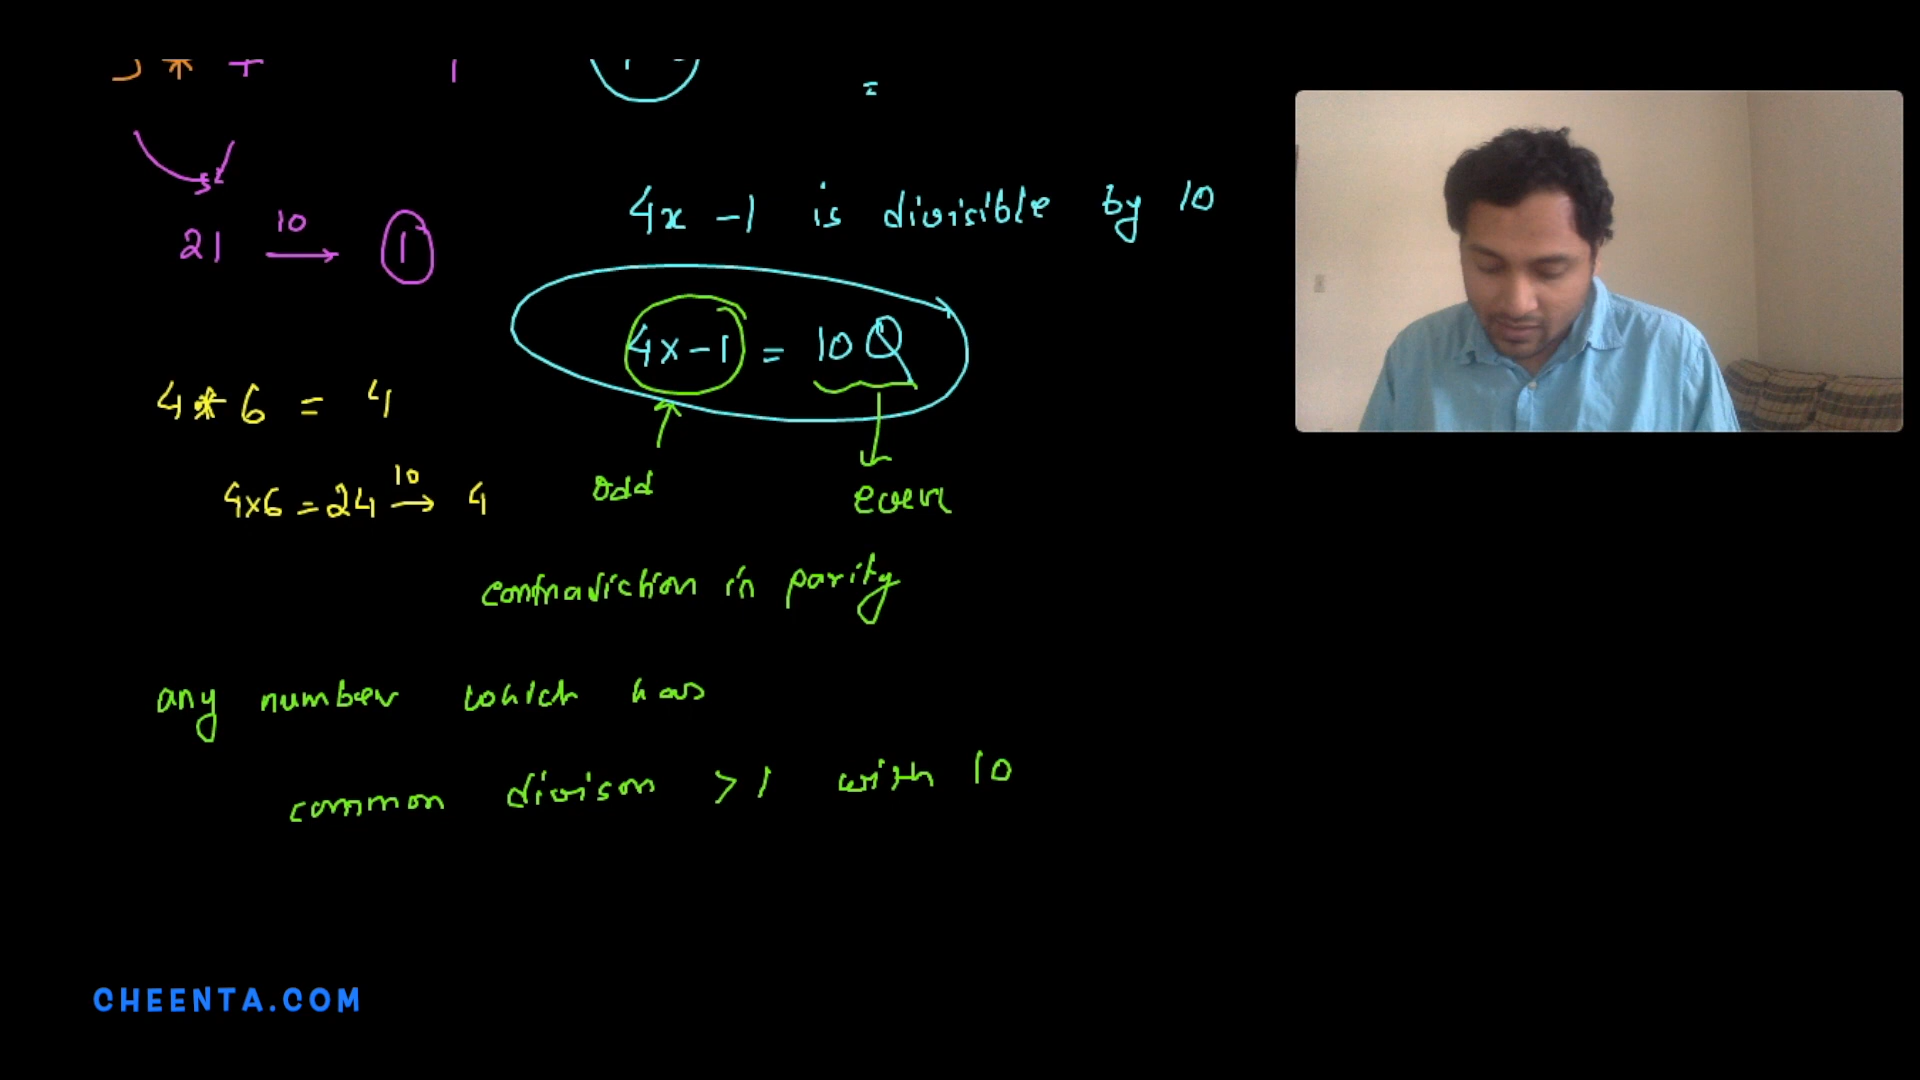 21 10→ 1
4x - 1 is divisible by 10
4x - 1 = 10Q
4 * 6 = 4
4x6 = 24 10→ 4
odd
even
contradiction in parity
any number which has
common divison > 1 with 10
CHEENTA.COM